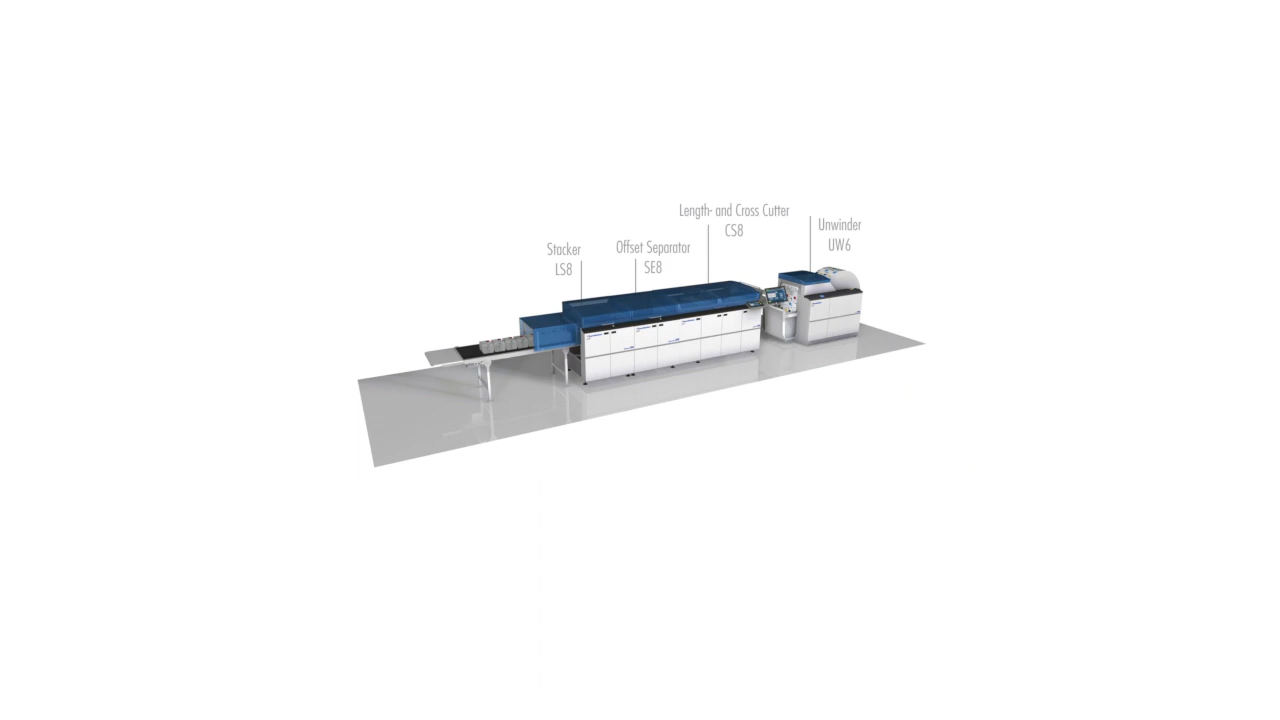 Length- and Cross Cutter
CS8
Unwinder
UW6
Offset Separator
SE8
Stacker
LS8